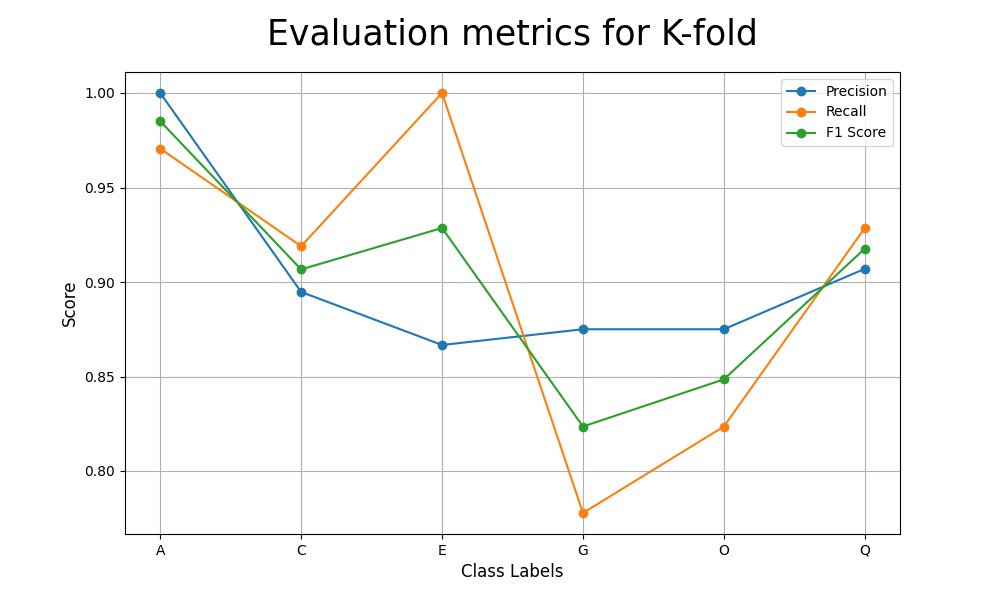 Evaluation metrics for K-fold
Precision
Recall
F1 Score
1.00
0.95
0.90
0.85
0.80
Score
A C E G O Q
Class Labels